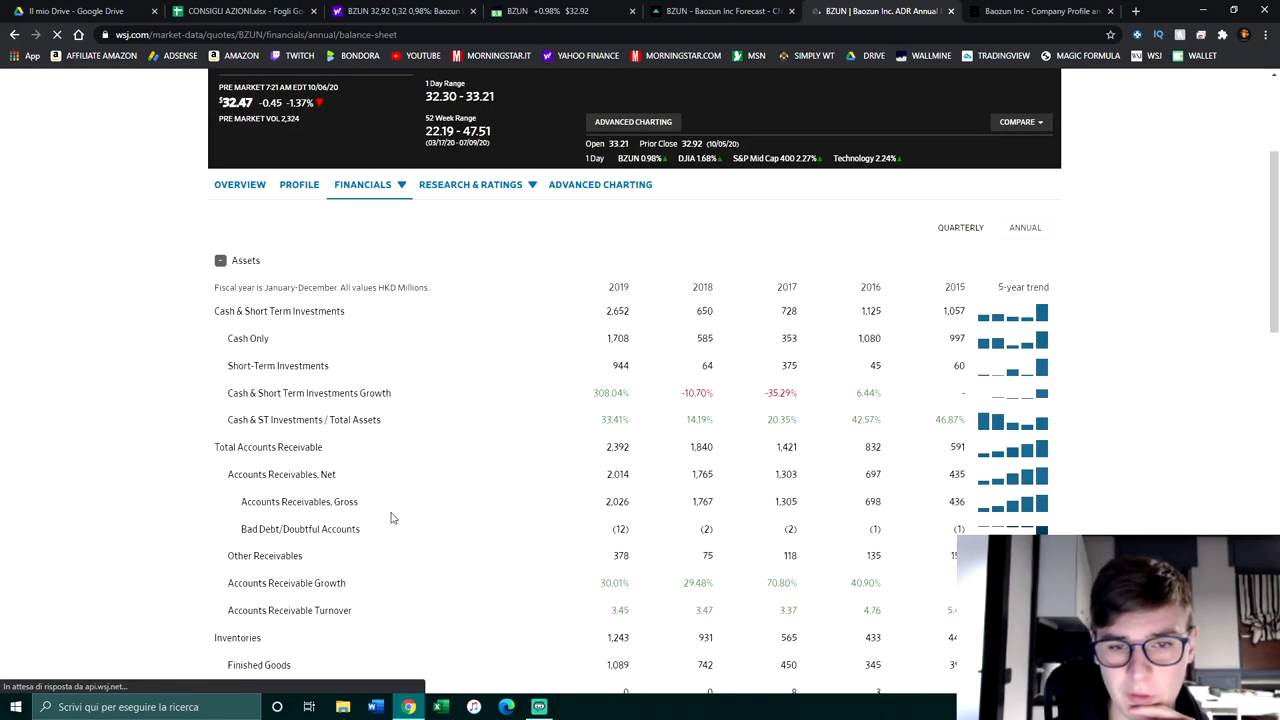 Il mio Drive - Google Drive
CONSIGLI AZIONI.xlsx - Fogli Go
BZUN 32,92 0,32 0,98%: Baozun I
BZUN +0.98% $32.92
BZUN - Baozun Inc Forecast - C
BZUN | Baozun Inc. ADR Annual
BZUN - Baozun Inc. | Company Profile an
wsj.com/market-data/quotes/BZUN/financials/annual/balance-sheet
App AFFILIATE AMAZON ADSENSE AMAZON TWITCH BONDORA YOUTUBE MORNINGSTAR.IT YAHOO FINANCE MORNINGSTAR.COM MSN SIMPLY WT DRIVE WALLMINE TRADINGVIEW MAGIC FORMULA WSJ WALLET
PRE MARKET 7:21 AM EDT 10/06/20
$32.47 -0.45 -1.37%
PRE MARKET VOL 2,324
1 Day Range
32.30 - 33.21
52 Week Range
22.19 - 47.51
(03/17/20 - 07/09/20)
ADVANCED CHARTING
COMPARE
Open 33.21 Prior Close 32.92 (10/05/20)
1 Day BZUN 0.98% DJIA 1.68% S&P Mid Cap 400 2.27% Technology 2.24%
OVERVIEW PROFILE FINANCIALS RESEARCH & RATINGS ADVANCED CHARTING
QUARTERLY ANNUAL
Assets
Fiscal year is January-December. All values HKD Millions. 2019 2018 2017 2016 2015 5-year trend
Cash & Short Term Investments 2,652 650 728 1,125 1,057
Cash Only 1,708 585 353 1,080 997
Short-Term Investments 944 64 375 45 60
Cash & Short Term Investments Growth 308.04% -10.70% -35.29% 6.44% -
Cash & ST Investments / Total Assets 33.41% 14.19% 20.35% 42.57% 46.87%
Total Accounts Receivable 2,392 1,840 1,421 832 591
Accounts Receivables, Net 2,014 1,765 1,303 697 435
Accounts Receivables, Gross 2,026 1,767 1,305 698 436
Bad Debt/Doubtful Accounts (12) (2) (2) (1) (1)
Other Receivables 378 75 118 135
Accounts Receivable Growth 30.01% 29.48% 70.80% 40.90%
Accounts Receivable Turnover 3.45 3.47 3.37 4.76
Inventories 1,243 931 565 433
Finished Goods 1,089 742 450 345
In attesa di risposta da api.wsj.net...
Scrivi qui per eseguire la ricerca